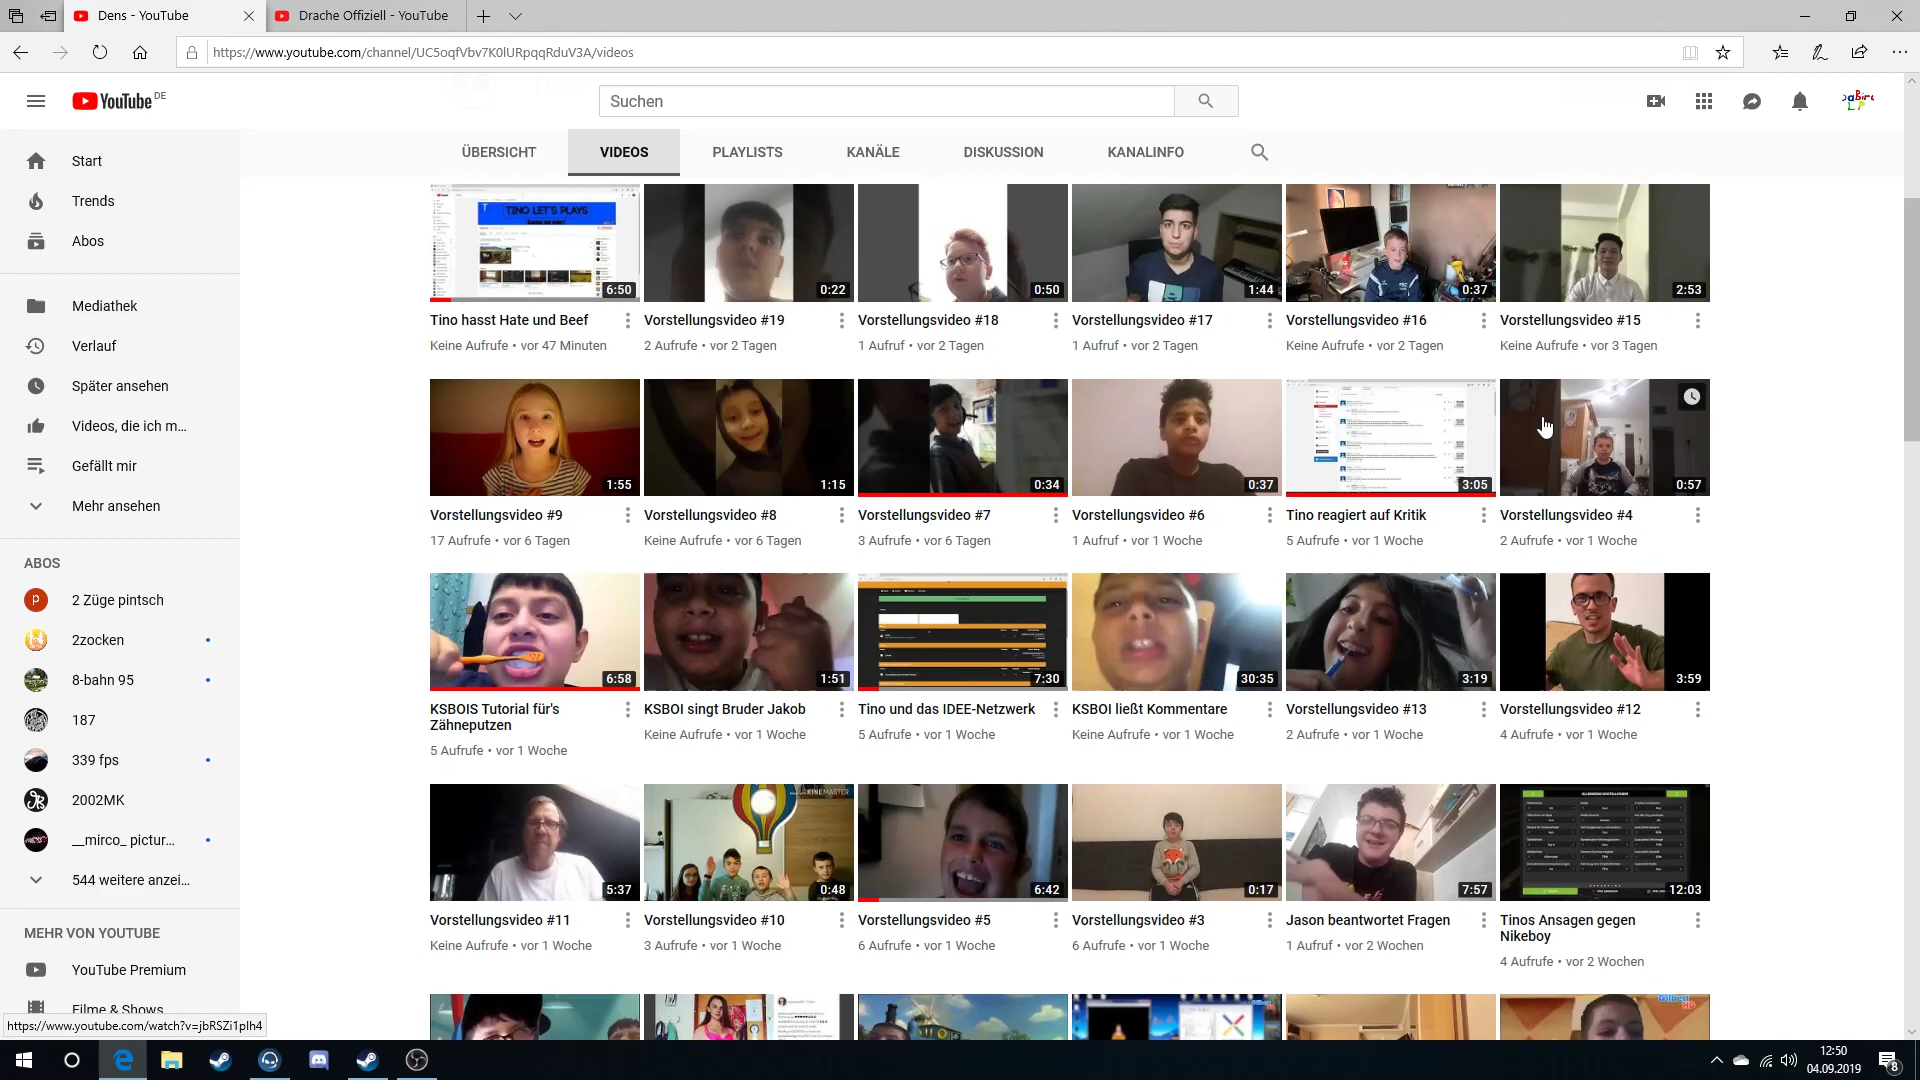 Dens - YouTube
Drache Offiziell - YouTube
https://www.youtube.com/channel/UC5oqfVbv7K0lURpqqRduV3A/videos
YouTube DE
Suchen
ÜBERSICHT
VIDEOS
PLAYLISTS
KANÄLE
DISKUSSION
KANALINFO
Start
Trends
Abos
Mediathek
Verlauf
Später ansehen
Videos, die ich m...
Gefällt mir
Mehr ansehen
ABOS
2 Züge pintsch
2zocken
8-bahn 95
187
339 fps
2002MK
__mirco_ pictur...
544 weitere anzei...
MEHR VON YOUTUBE
YouTube Premium
Filme & Shows
https://www.youtube.com/watch?v=jbRSZi1plh4
TINO LET'S PLAYS
6:50
0:22
0:50
1:44
0:37
2:53
Tino hasst Hate und Beef
Keine Aufrufe • vor 47 Minuten
Vorstellungsvideo #19
2 Aufrufe • vor 2 Tagen
Vorstellungsvideo #18
1 Aufruf • vor 2 Tagen
Vorstellungsvideo #17
1 Aufruf • vor 2 Tagen
Vorstellungsvideo #16
Keine Aufrufe • vor 2 Tagen
Vorstellungsvideo #15
Keine Aufrufe • vor 3 Tagen
1:55
1:15
0:34
0:37
3:05
0:57
Vorstellungsvideo #9
17 Aufrufe • vor 6 Tagen
Vorstellungsvideo #8
Keine Aufrufe • vor 6 Tagen
Vorstellungsvideo #7
3 Aufrufe • vor 6 Tagen
Vorstellungsvideo #6
1 Aufruf • vor 1 Woche
Tino reagiert auf Kritik
5 Aufrufe • vor 1 Woche
Vorstellungsvideo #4
2 Aufrufe • vor 1 Woche
6:58
1:51
7:30
30:35
3:19
3:59
KSBOIS Tutorial für's
Zähneputzen
5 Aufrufe • vor 1 Woche
KSBOI singt Bruder Jakob
Keine Aufrufe • vor 1 Woche
Tino und das IDEE-Netzwerk
5 Aufrufe • vor 1 Woche
KSBOI ließt Kommentare
Keine Aufrufe • vor 1 Woche
Vorstellungsvideo #13
2 Aufrufe • vor 1 Woche
Vorstellungsvideo #12
4 Aufrufe • vor 1 Woche
KINEMASTER
5:37
0:48
6:42
0:17
7:57
12:03
Vorstellungsvideo #11
Keine Aufrufe • vor 1 Woche
Vorstellungsvideo #10
3 Aufrufe • vor 1 Woche
Vorstellungsvideo #5
6 Aufrufe • vor 1 Woche
Vorstellungsvideo #3
6 Aufrufe • vor 1 Woche
Jason beantwortet Fragen
1 Aufruf • vor 2 Wochen
Tinos Ansagen gegen
Nikeboy
4 Aufrufe • vor 2 Wochen
12:50
04.09.2019
8